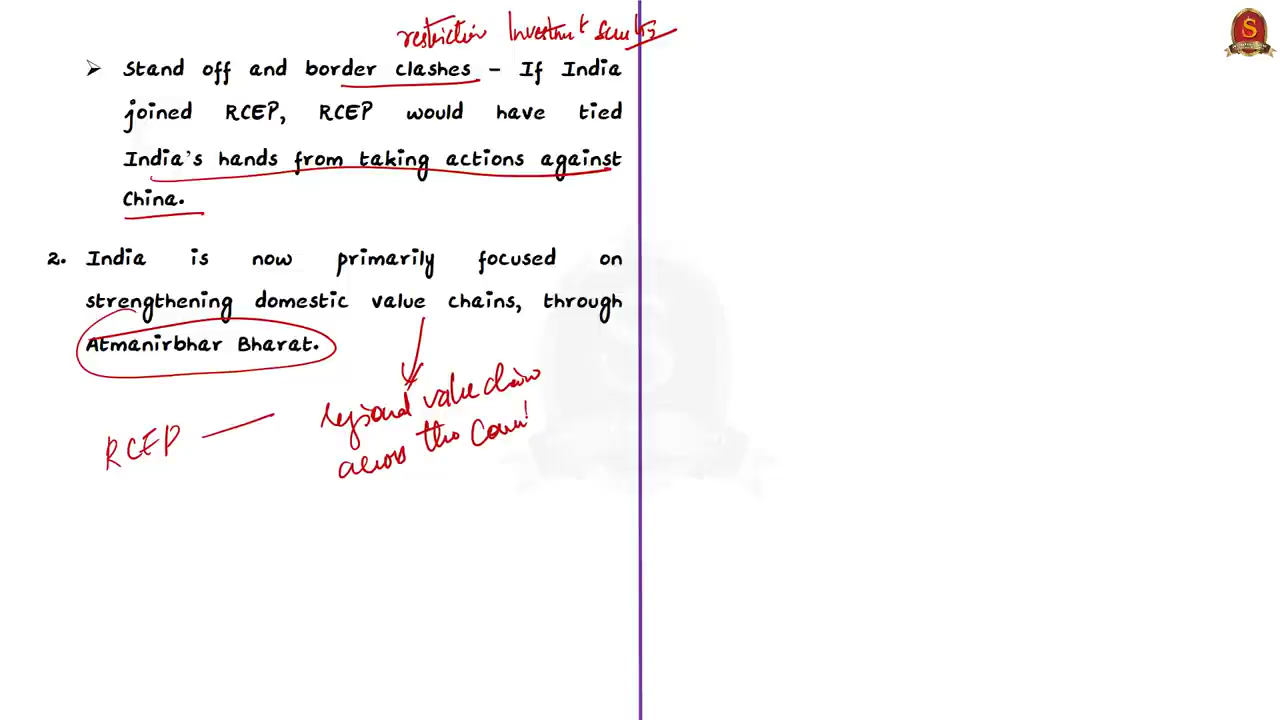 restriction Investment Scrutiny
➢ Stand off and border clashes – If India
joined RCEP, RCEP would have tied
India's hands from taking actions against
China.
2. India is now primarily focused on
strengthening domestic value chains, through
Atmanirbhar Bharat.
regional value chain
across the
RCEP
S